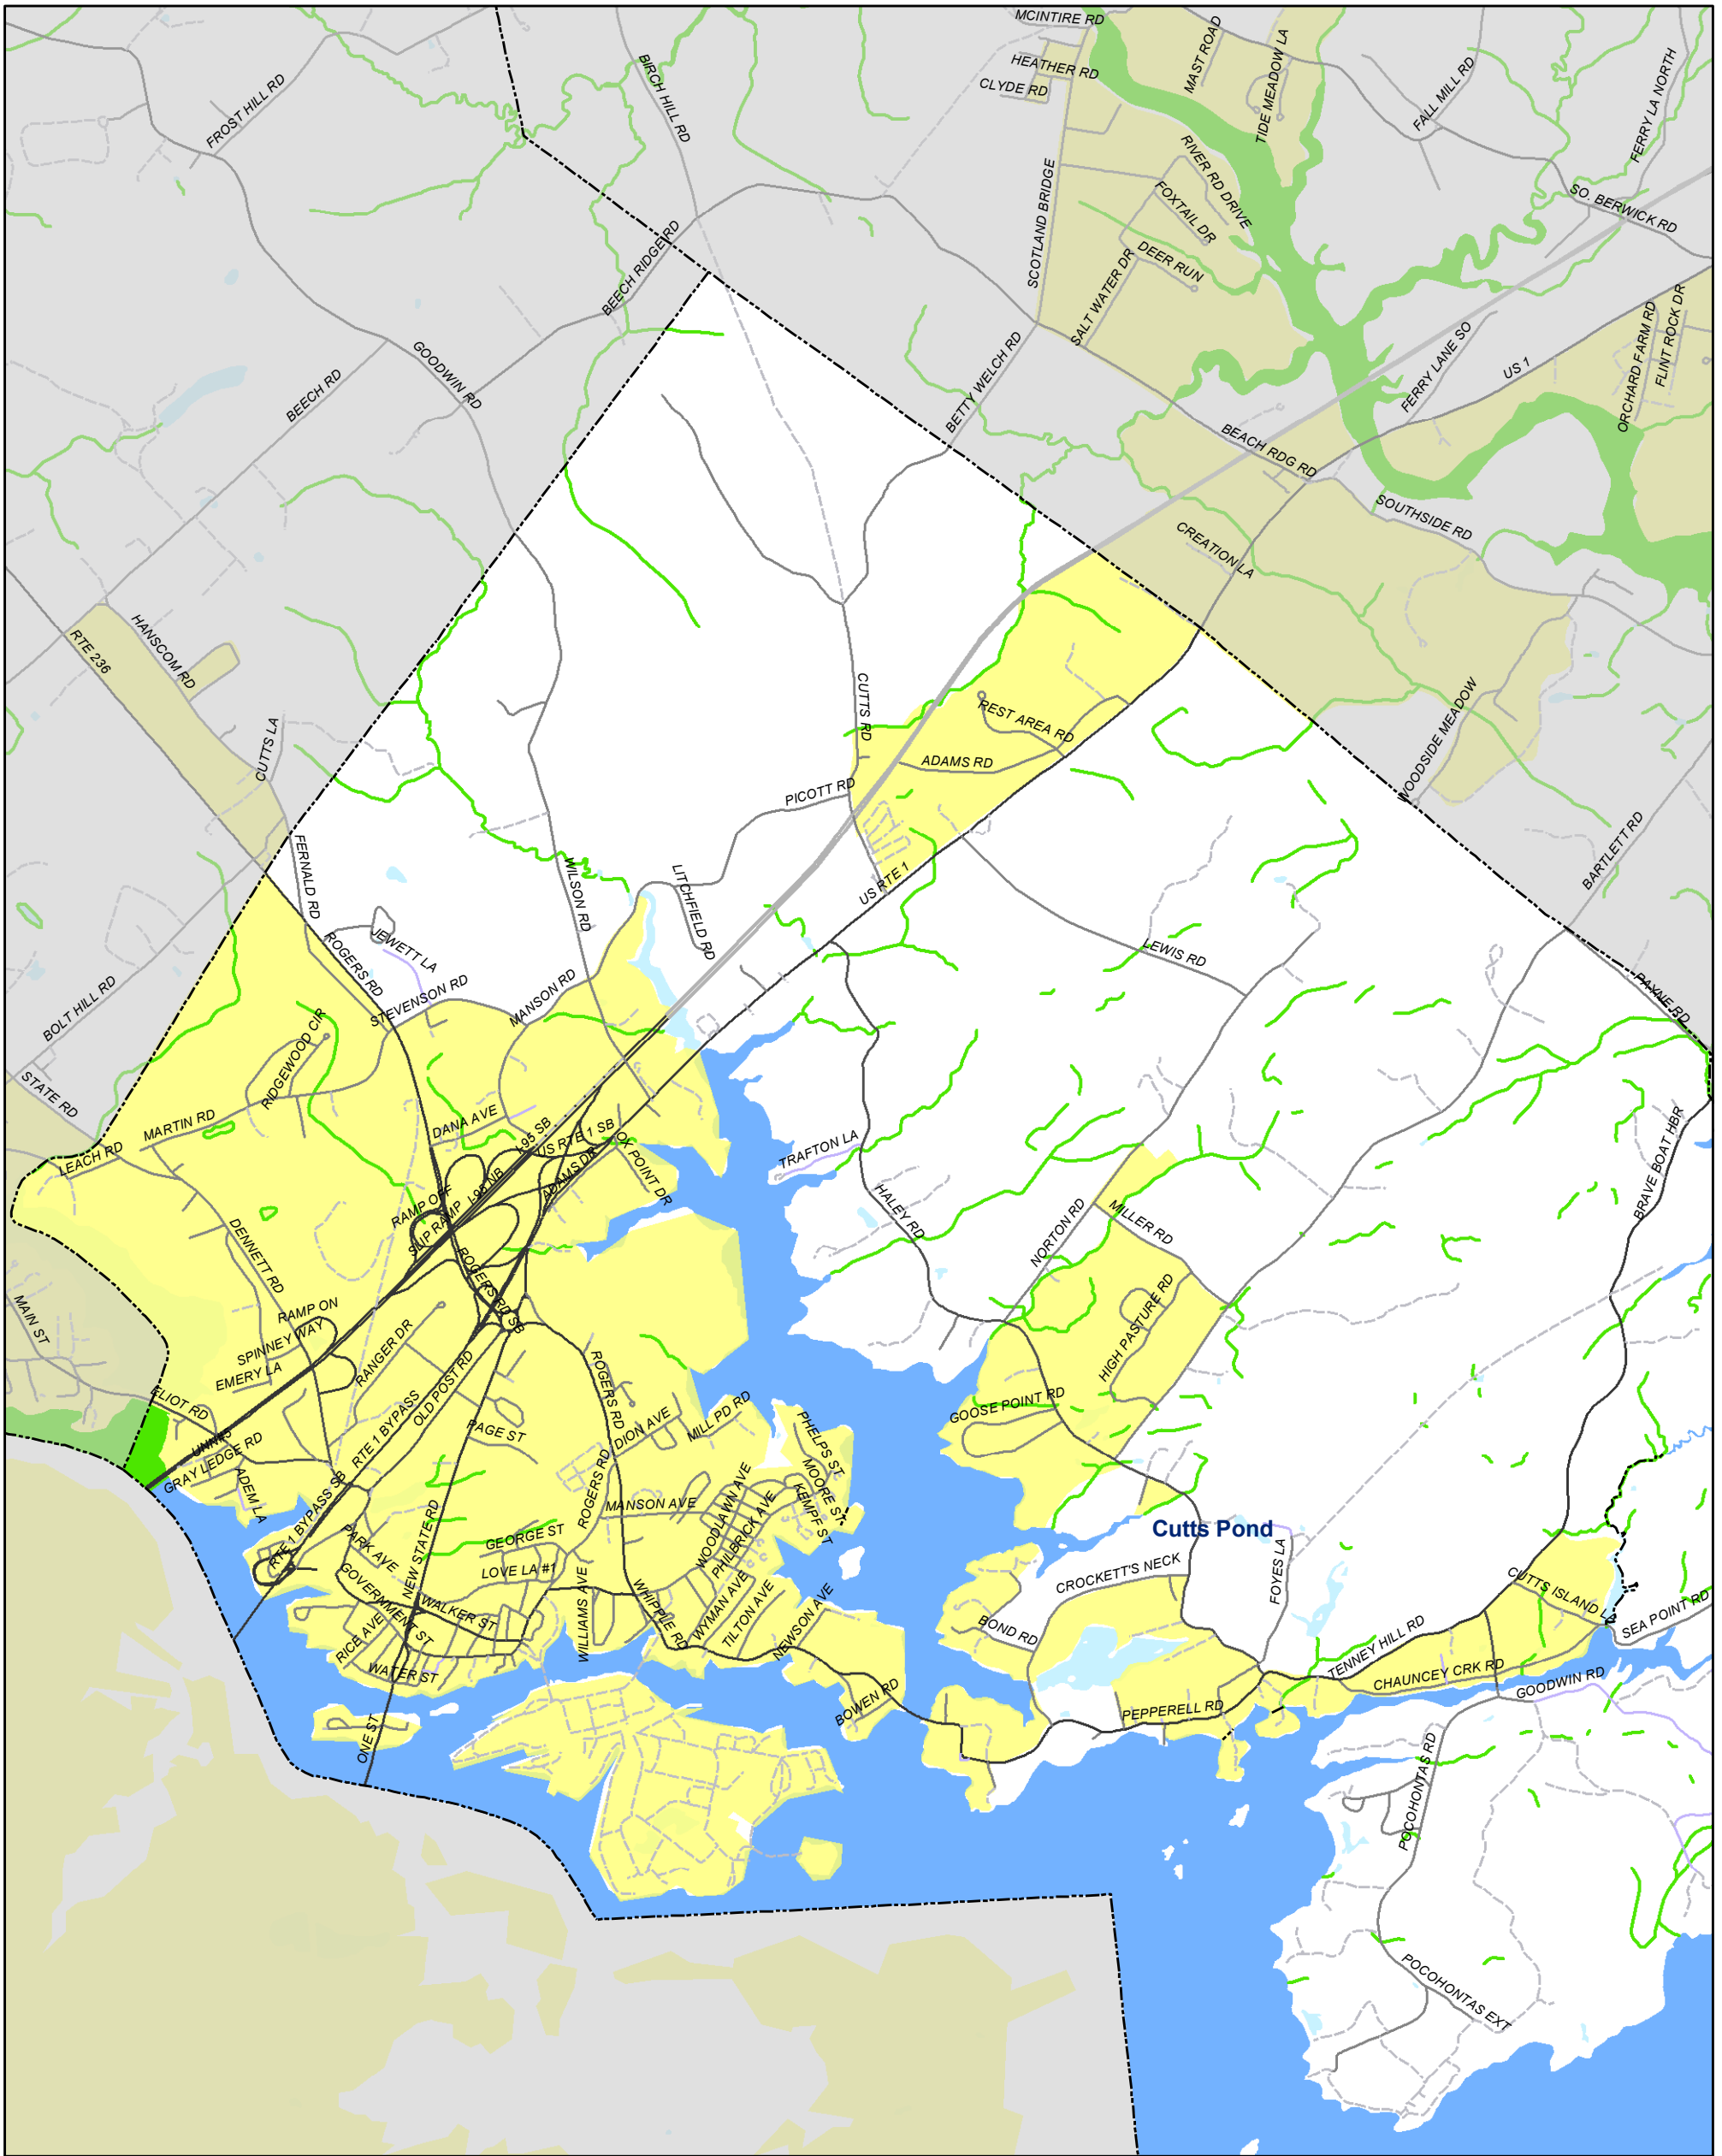 MCINTIRE RD
MAST ROAD
TIDE MEADOW LA
HEATHER RD
CLYDE RD
BIRCH HILL RD
FROST HILL RD
FALL MILL RD
FERRY LA NORTH
RIVER RD DRIVE
FOXTAIL DR
SO. BERWICK RD
SCOTLAND BRIDGE
DEER RUN
SALT WATER DR
BEECH RIDGE RD
ORCHARD FARM RD
FLINT ROCK DR
GOODWIN RD
BEECH RD
BETTY WELCH RD
FERRY LANE SO
US 1
BEACH RDG RD
SOUTHSIDE RD
CREATION LA
HANSCOM RD
RTE 236
CUTTS LA
CUTTS RD
REST AREA RD
ADAMS RD
WOODSIDE MEADOW
PICOTT RD
BARTLETT RD
FERNALD RD
WILSON RD
LITCHFIELD RD
US RTE 1
JEWETT LA
ROGERS RD
STEVENSON RD
MANSON RD
LEWIS RD
PAYNE RD
BOLT HILL RD
RIDGEWOOD CIR
STATE RD
MARTIN RD
LEACH RD
DANA AVE
I-95 SB
US RTE 1 SB
OX POINT DR
ADAMS DR
I-95 NB
RAMP OFF
SLIP RAMP
TRAFTON LA
HALEY RD
NORTON RD
MILLER RD
BRAVE BOAT HBR
DENNETT RD
ROGERS RD SB
MAIN ST
RAMP ON
SPINNEY WAY
EMERY LA
RANGER DR
HIGH PASTURE RD
ELIOT RD
RTE 1 BYPASS
OLD POST RD
ROGERS RD
DION AVE
MILL PD RD
PAGE ST
PHELPS ST
GOOSE POINT RD
GRAY LEDGE RD
ADEM LA
MOORE ST
KEMPF ST
ROGERS RD
MANSON AVE
WOODLAWN AVE
PHILBRICK AVE
RTE 1 BYPASS SB
PARK AVE
NEW STATE RD
GEORGE ST
LOVE LA #1
Cutts Pond
FOYES LA
CROCKETT'S NECK
CUTTS ISLAND LA
SEA POINT RD
GOVERNMENT ST
WALKER ST
WILLIAMS AVE
WHIPPLE RD
WYMAN AVE
TILTON AVE
NEWSON AVE
BOND RD
RICE AVE
WATER ST
TENNEY HILL RD
CHAUNCEY CRK RD
GOODWIN RD
BOWEN RD
PEPPERELL RD
ONE ST
POCOHONTAS RD
POCOHONTAS EXT